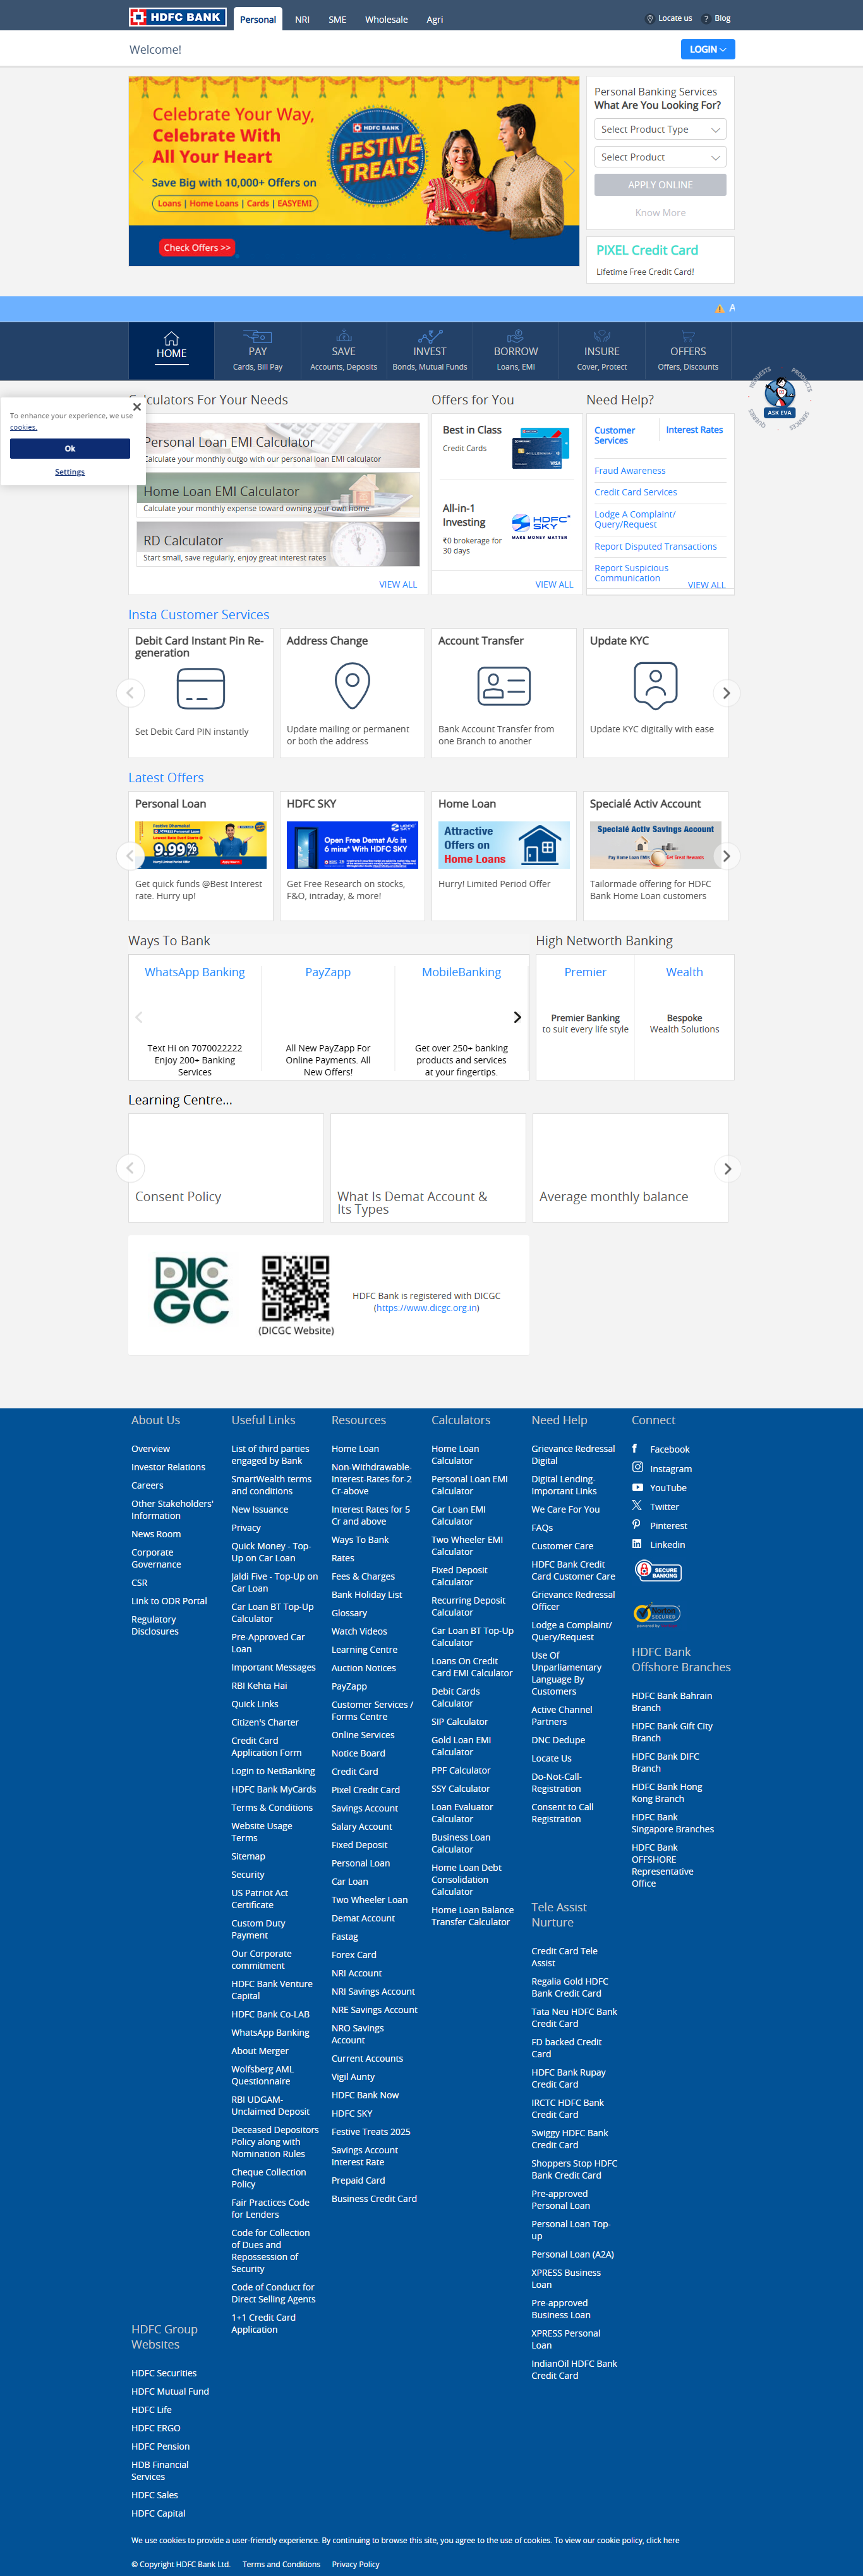 HDFC BANK
Personal
NRI
SME
Wholesale
Agri
Locate us
Blog
Welcome!
LOGIN
Celebrate Your Way,
Celebrate With
All Your Heart
Save Big with 10,000+ Offers on
Loans | Home Loans | Cards | EASYEMI
Check Offers >>
HDFC BANK
FESTIVE
TREATS
Personal Banking Services
What Are You Looking For?
Select Product Type
Select Product
APPLY ONLINE
Know More
PIXEL Credit Card
Lifetime Free Credit Card!
A
HOME
PAY
Cards, Bill Pay
SAVE
Accounts, Deposits
INVEST
Bonds, Mutual Funds
BORROW
Loans, EMI
INSURE
Cover, Protect
OFFERS
Offers, Discounts
REQUESTS
PRODUCTS
SERVICES
QUERIES
ASK EVA
To enhance your experience, we use
cookies.
Ok
Settings
Calculators For Your Needs
Personal Loan EMI Calculator
Calculate your monthly outgo with our personal loan EMI calculator
Home Loan EMI Calculator
Calculate your monthly expense toward owning your own home
RD Calculator
Start small, save regularly, enjoy great interest rates
VIEW ALL
Offers for You
Best in Class
Credit Cards
All-in-1
Investing
₹0 brokerage for
30 days
HDFC
SKY
MAKE MONEY MATTER
VIEW ALL
Need Help?
Customer
Services
Interest Rates
Fraud Awareness
Credit Card Services
Lodge A Complaint/
Query/Request
Report Disputed Transactions
Report Suspicious
Communication
VIEW ALL
Insta Customer Services
Debit Card Instant Pin Re-
generation
Set Debit Card PIN instantly
Address Change
Update mailing or permanent
or both the address
Account Transfer
Bank Account Transfer from
one Branch to another
Update KYC
Update KYC digitally with ease
Latest Offers
Personal Loan
9.99%
Get quick funds @Best Interest
rate. Hurry up!
HDFC SKY
Open Free Demat A/c in
6 mins* With HDFC SKY
Get Free Research on stocks,
F&O, intraday, & more!
Home Loan
Attractive
Offers on
Home Loans
Hurry! Limited Period Offer
Specialé Activ Account
Specialé Activ Savings Account
Pay Home Loan EMIs
Get Great Rewards
Tailormade offering for HDFC
Bank Home Loan customers
Ways To Bank
WhatsApp Banking
Text Hi on 7070022222
Enjoy 200+ Banking
Services
PayZapp
All New PayZapp For
Online Payments. All
New Offers!
MobileBanking
Get over 250+ banking
products and services
at your fingertips.
High Networth Banking
Premier
Premier Banking
to suit every life style
Wealth
Bespoke
Wealth Solutions
Learning Centre...
Consent Policy
What Is Demat Account &
Its Types
Average monthly balance
DIC
GC
(DICGC Website)
HDFC Bank is registered with DICGC
(https://www.dicgc.org.in)
About Us
Overview
Investor Relations
Careers
Other Stakeholders'
Information
News Room
Corporate
Governance
CSR
Link to ODR Portal
Regulatory
Disclosures
HDFC Group
Websites
HDFC Securities
HDFC Mutual Fund
HDFC Life
HDFC ERGO
HDFC Pension
HDB Financial
Services
HDFC Sales
HDFC Capital
Useful Links
List of third parties
engaged by Bank
SmartWealth terms
and conditions
New Issuance
Privacy
Quick Money - Top-
Up on Car Loan
Jaldi Five - Top-Up on
Car Loan
Car Loan BT Top-Up
Calculator
Pre-Approved Car
Loan
Important Messages
RBI Kehta Hai
Quick Links
Citizen's Charter
Credit Card
Application Form
Login to NetBanking
HDFC Bank MyCards
Terms & Conditions
Website Usage
Terms
Sitemap
Security
US Patriot Act
Certificate
Custom Duty
Payment
Our Corporate
commitment
HDFC Bank Venture
Capital
HDFC Bank Co-LAB
WhatsApp Banking
About Merger
Wolfsberg AML
Questionnaire
RBI UDGAM-
Unclaimed Deposit
Deceased Depositors
Policy along with
Nomination Rules
Cheque Collection
Policy
Fair Practices Code
for Lenders
Code for Collection
of Dues and
Repossession of
Security
Code of Conduct for
Direct Selling Agents
1+1 Credit Card
Application
Resources
Home Loan
Non-Withdrawable-
Interest-Rates-for-2
Cr-above
Interest Rates for 5
Cr and above
Ways To Bank
Rates
Fees & Charges
Bank Holiday List
Glossary
Watch Videos
Learning Centre
Auction Notices
PayZapp
Customer Services /
Forms Centre
Online Services
Notice Board
Credit Card
Pixel Credit Card
Savings Account
Salary Account
Fixed Deposit
Personal Loan
Car Loan
Two Wheeler Loan
Demat Account
Fastag
Forex Card
NRI Account
NRI Savings Account
NRE Savings Account
NRO Savings
Account
Current Accounts
Vigil Aunty
HDFC Bank Now
HDFC SKY
Festive Treats 2025
Savings Account
Interest Rate
Prepaid Card
Business Credit Card
Calculators
Home Loan
Calculator
Personal Loan EMI
Calculator
Car Loan EMI
Calculator
Two Wheeler EMI
Calculator
Fixed Deposit
Calculator
Recurring Deposit
Calculator
Car Loan BT Top-Up
Calculator
Loans On Credit
Card EMI Calculator
Debit Cards
Calculator
SIP Calculator
Gold Loan EMI
Calculator
PPF Calculator
SSY Calculator
Loan Evaluator
Calculator
Business Loan
Calculator
Home Loan Debt
Consolidation
Calculator
Home Loan Balance
Transfer Calculator
Need Help
Grievance Redressal
Digital
Digital Lending-
Important Links
We Care For You
FAQs
Customer Care
HDFC Bank Credit
Card Customer Care
Grievance Redressal
Officer
Lodge a Complaint/
Query/Request
Use Of
Unparliamentary
Language By
Customers
Active Channel
Partners
DNC Dedupe
Locate Us
Do-Not-Call-
Registration
Consent to Call
Registration
Tele Assist
Nurture
Credit Card Tele
Assist
Regalia Gold HDFC
Bank Credit Card
Tata Neu HDFC Bank
Credit Card
FD backed Credit
Card
HDFC Bank Rupay
Credit Card
IRCTC HDFC Bank
Credit Card
Swiggy HDFC Bank
Credit Card
Shoppers Stop HDFC
Bank Credit Card
Pre-approved
Personal Loan
Personal Loan Top-
up
Personal Loan (A2A)
XPRESS Business
Loan
Pre-approved
Business Loan
XPRESS Personal
Loan
IndianOil HDFC Bank
Credit Card
Connect
Facebook
Instagram
YouTube
Twitter
Pinterest
Linkedin
SECURE
BANKING
SECURED
powered by
HDFC Bank
Offshore Branches
HDFC Bank Bahrain
Branch
HDFC Bank Gift City
Branch
HDFC Bank DIFC
Branch
HDFC Bank Hong
Kong Branch
HDFC Bank
Singapore Branches
HDFC Bank
OFFSHORE
Representative
Office
We use cookies to provide a user-friendly experience. By continuing to browse this site, you agree to the use of cookies. To view our cookie policy, click here
© Copyright HDFC Bank Ltd.
Terms and Conditions
Privacy Policy